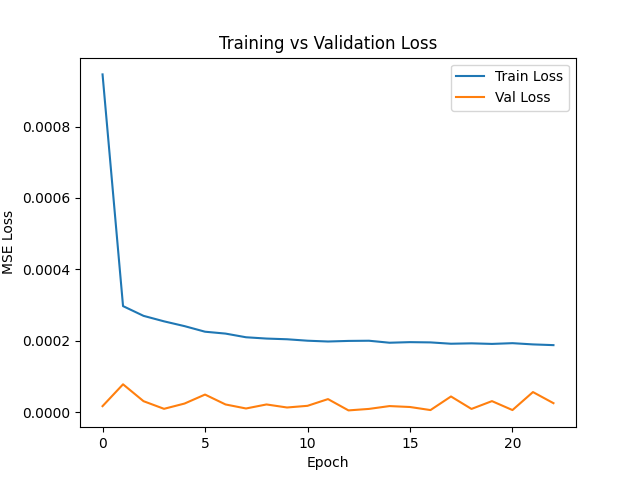 Training vs Validation Loss
Train Loss
Val Loss
0.0008
0.0006
0.0004
0.0002
0.0000
MSE Loss
0 5 10 15 20
Epoch